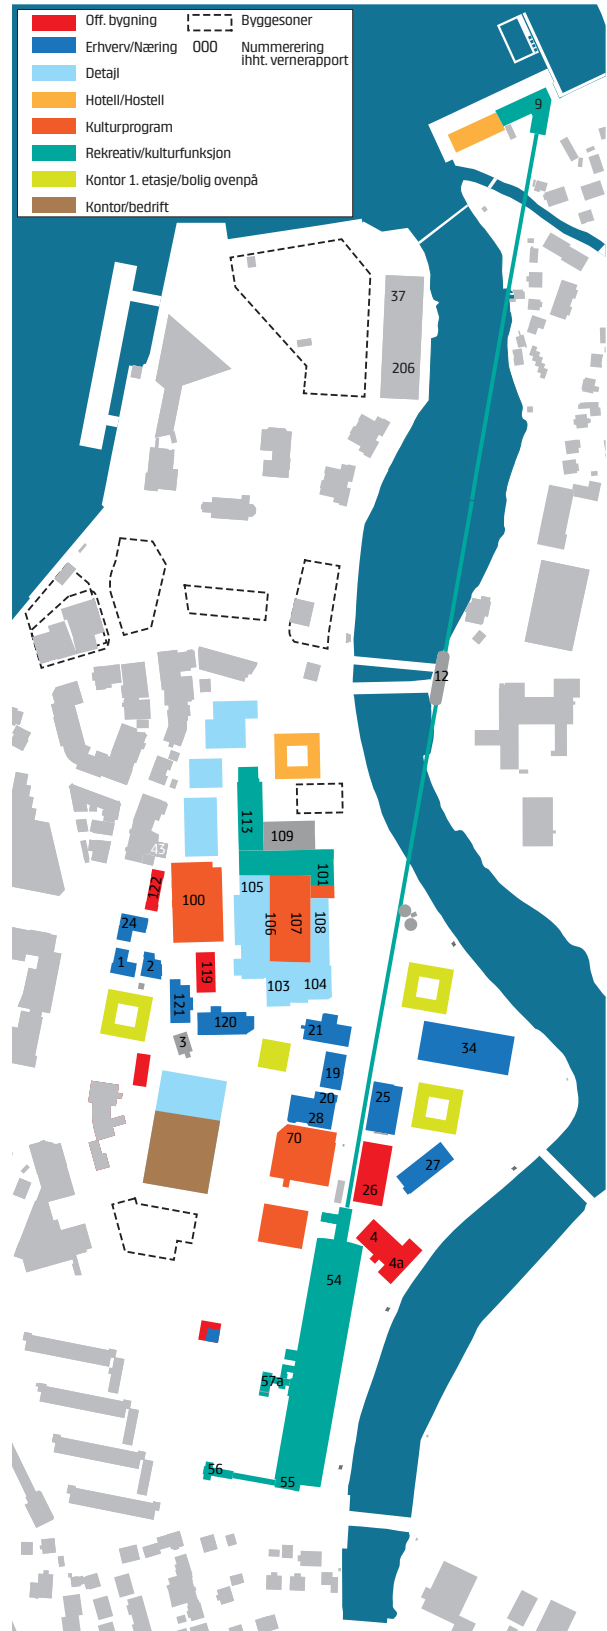 Off. bygning
Byggesoner
Erhverv/Næring
000
Nummerering
ihht. vernerapport
Detajl
Hotell/Hostell
Kulturprogram
Rekreativ/kulturfunksjon
Kontor 1. etasje/bolig ovenpå
Kontor/bedrift
9
37
206
12
113
109
43
101
122
100
105
106
107
108
24
1
2
119
103
104
121
120
21
3
34
19
20
25
28
70
27
26
4
4a
54
57a
56
55